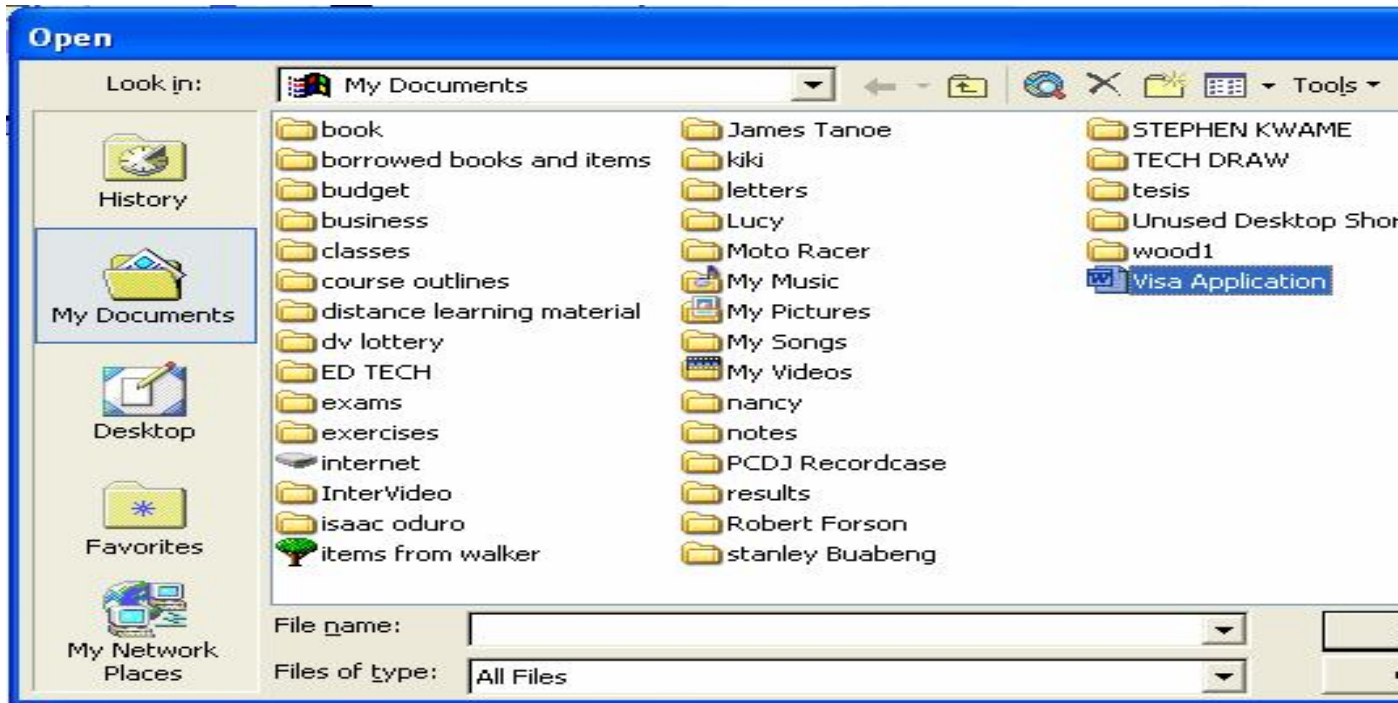 Open
Look in:
My Documents
Tools
History
My Documents
Desktop
Favorites
My Network
Places
book
borrowed books and items
budget
business
classes
course outlines
distance learning material
dv lottery
ED TECH
exams
exercises
internet
InterVideo
isaac oduro
items from walker
James Tanoe
kiki
letters
Lucy
Moto Racer
My Music
My Pictures
My Songs
My Videos
nancy
notes
PCDJ Recordcase
results
Robert Forson
stanley Buabeng
STEPHEN KWAME
TECH DRAW
tesis
Unused Desktop Shor
wood1
Visa Application
File name:
Files of type:
All Files